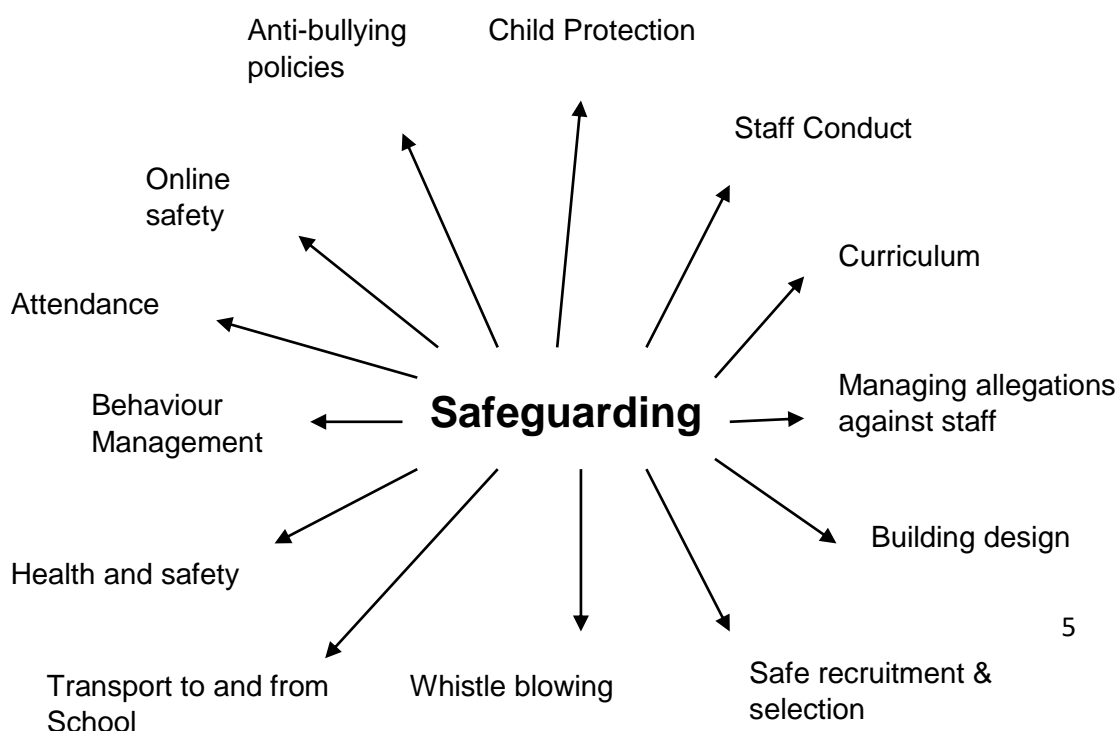 Anti-bullying
policies
Child Protection
Staff Conduct
Online
safety
Curriculum
Attendance
Managing allegations
against staff
Behaviour
Management
Safeguarding
Building design
Health and safety
5
Safe recruitment &
selection
Whistle blowing
Transport to and from
School